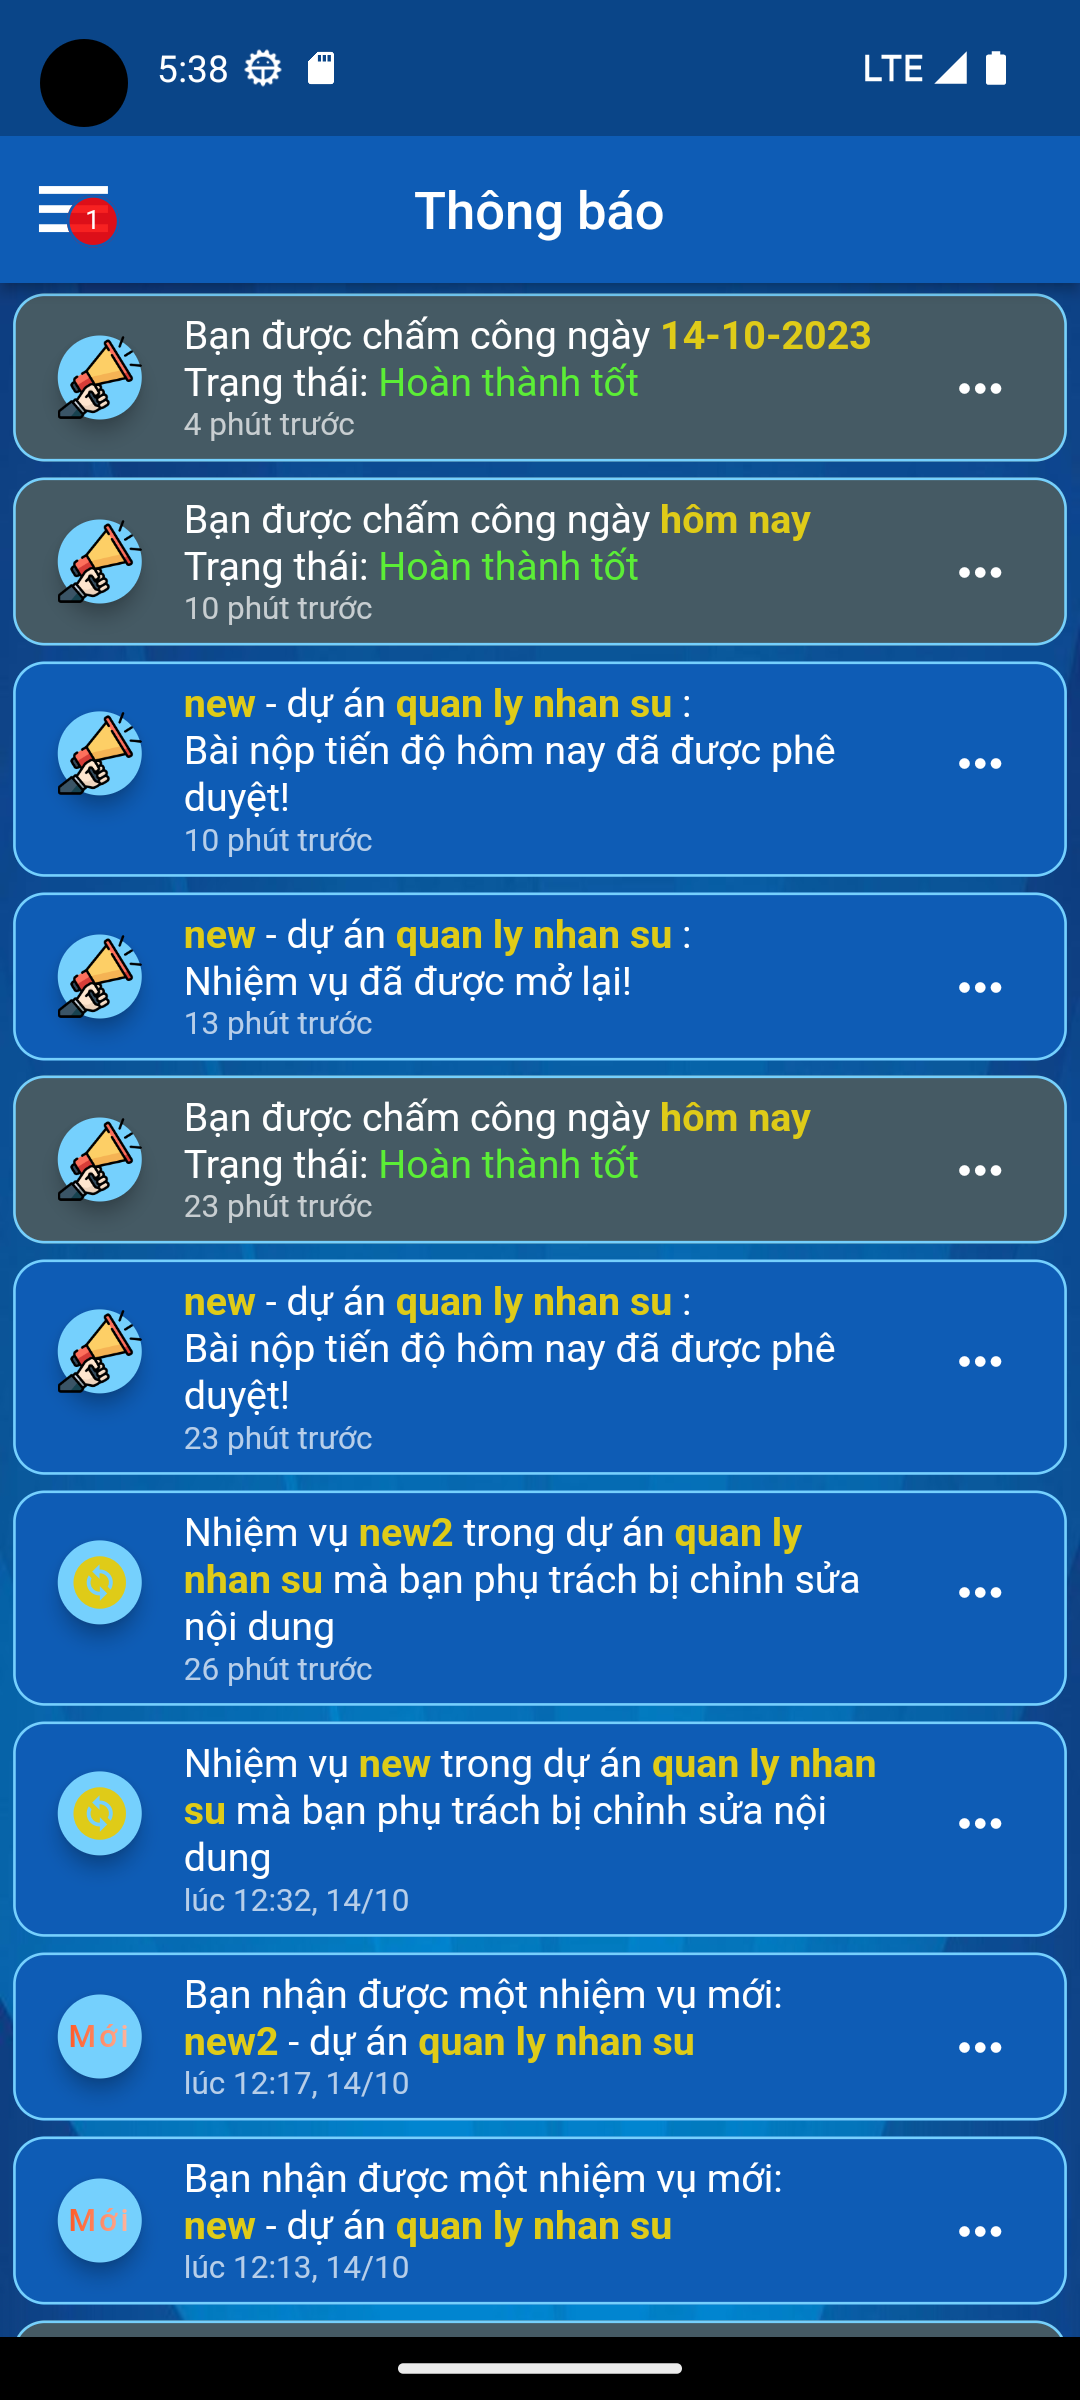 5:38
LTE
1
Thông báo
Bạn được chấm công ngày 14-10-2023
Trạng thái: Hoàn thành tốt
4 phút trước
Bạn được chấm công ngày hôm nay
Trạng thái: Hoàn thành tốt
10 phút trước
new - dự án quan ly nhan su :
Bài nộp tiến độ hôm nay đã được phê
duyệt!
10 phút trước
new - dự án quan ly nhan su :
Nhiệm vụ đã được mở lại!
13 phút trước
Bạn được chấm công ngày hôm nay
Trạng thái: Hoàn thành tốt
23 phút trước
new - dự án quan ly nhan su :
Bài nộp tiến độ hôm nay đã được phê
duyệt!
23 phút trước
Nhiệm vụ new2 trong dự án quan ly
nhan su mà bạn phụ trách bị chỉnh sửa
nội dung
26 phút trước
Nhiệm vụ new trong dự án quan ly nhan
su mà bạn phụ trách bị chỉnh sửa nội
dung
lúc 12:32, 14/10
Mới
Bạn nhận được một nhiệm vụ mới:
new2 - dự án quan ly nhan su
lúc 12:17, 14/10
Mới
Bạn nhận được một nhiệm vụ mới:
new - dự án quan ly nhan su
lúc 12:13, 14/10